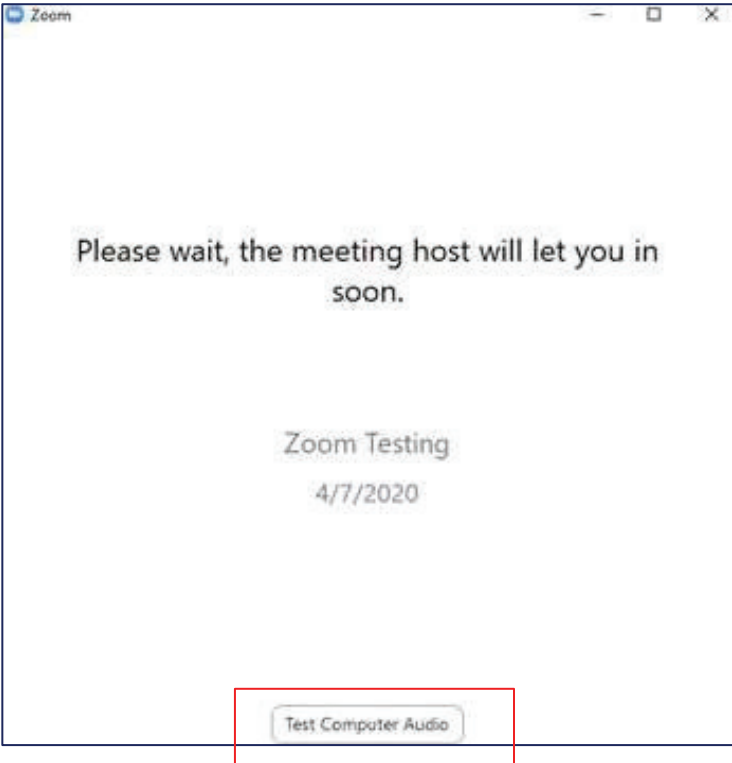 Zoom
Please wait, the meeting host will let you in
soon.
Zoom Testing
4/7/2020
Test Computer Audio